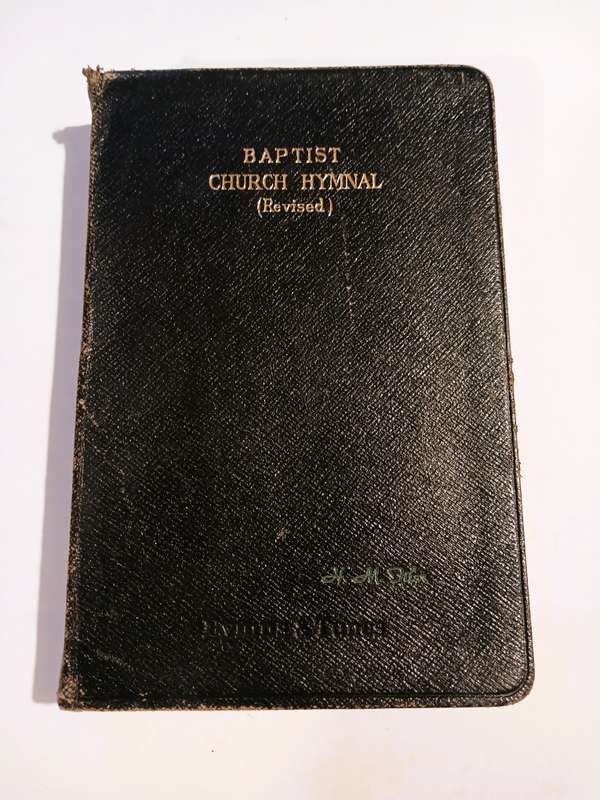 BAPTIST
CHURCH HYMNAL
(Revised)
H. M.
Hymns & Tunes